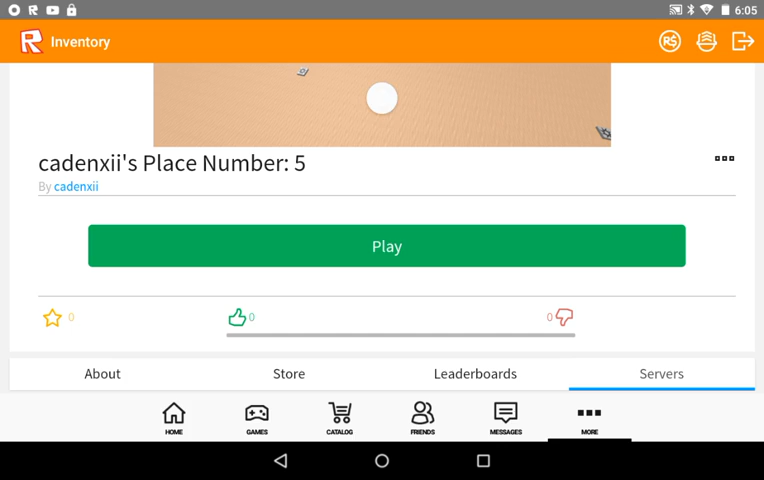 6:05
Inventory
R$
cadenxii's Place Number: 5
By cadenxii
Play
0
0
0
About
Store
Leaderboards
Servers
HOME
GAMES
CATALOG
FRIENDS
MESSAGES
MORE